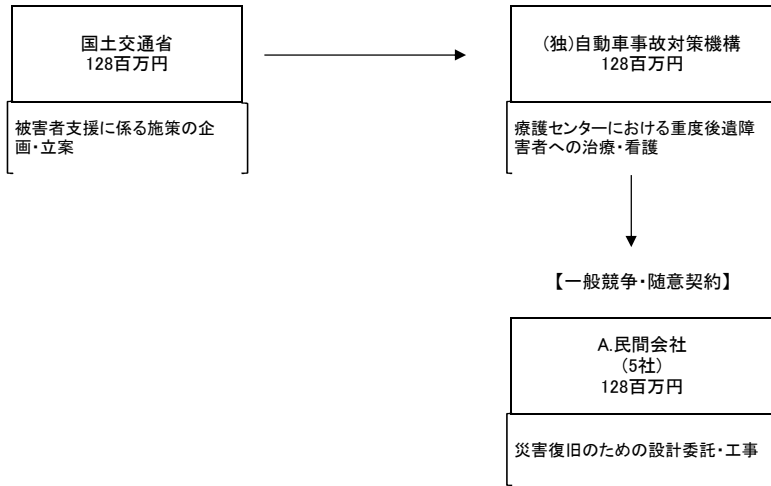 国土交通省
128百万円
被害者支援に係る施策の企
画・立案
(独)自動車事故対策機構
128百万円
療護センターにおける重度後遺障
害者への治療・看護
【一般競争・随意契約】
A.民間会社
(5社)
128百万円
災害復旧のための設計委託・工事